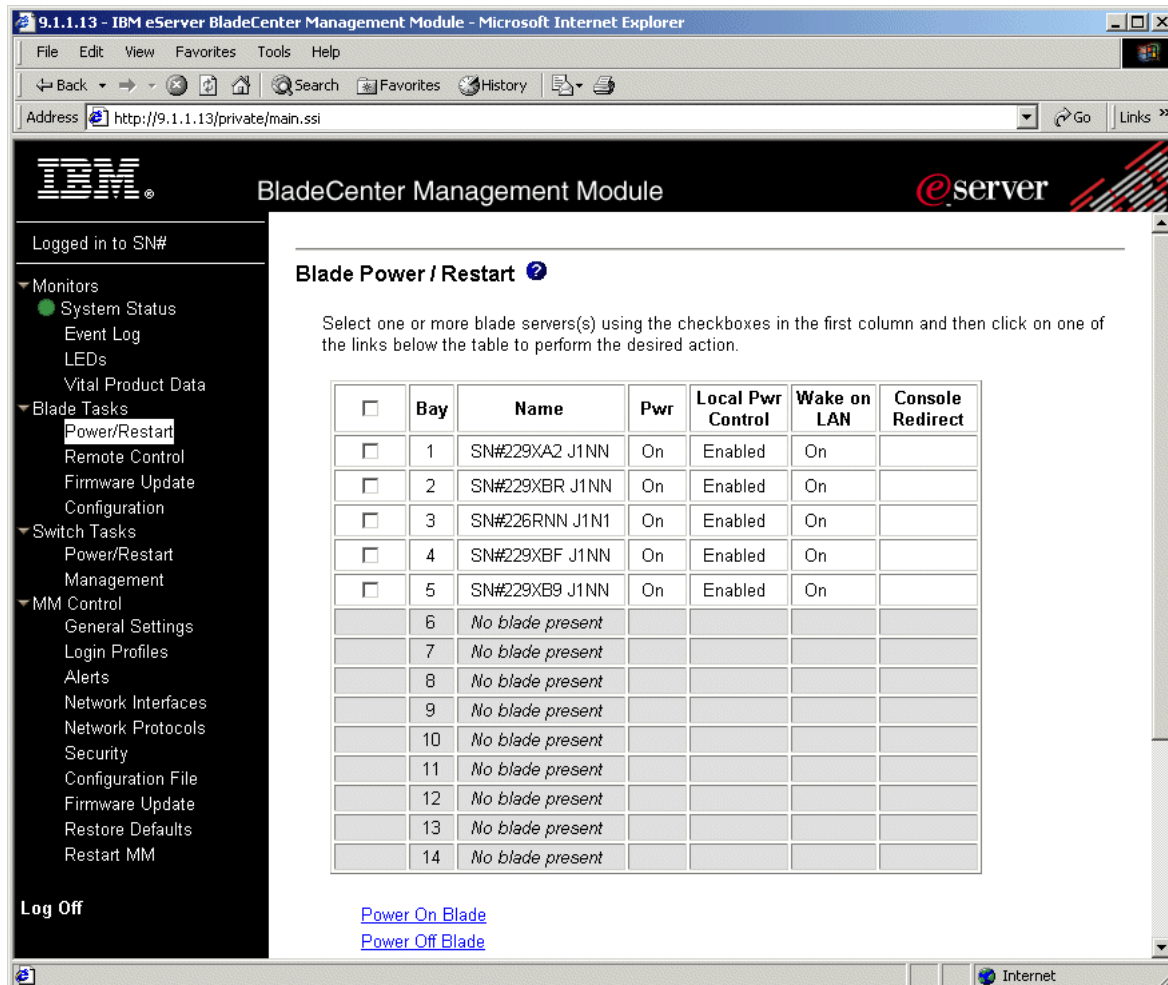 9.1.1.13 - IBM eServer BladeCenter Management Module - Microsoft Internet Explorer
File Edit View Favorites Tools Help
Back Search Favorites History
Address http://9.1.1.13/private/main.ssi Go Links »
IBM® BladeCenter Management Module eserver
Logged in to SN#
Monitors
System Status
Event Log
LEDs
Vital Product Data
Blade Tasks
Power/Restart
Remote Control
Firmware Update
Configuration
Switch Tasks
Power/Restart
Management
MM Control
General Settings
Login Profiles
Alerts
Network Interfaces
Network Protocols
Security
Configuration File
Firmware Update
Restore Defaults
Restart MM
Log Off
Blade Power / Restart ?
Select one or more blade servers(s) using the checkboxes in the first column and then click on one of
the links below the table to perform the desired action.
Bay Name Pwr Local Pwr Control Wake on LAN Console Redirect
1 SN#229XA2 J1NN On Enabled On
2 SN#229XBR J1NN On Enabled On
3 SN#226RNN J1N1 On Enabled On
4 SN#229XBF J1NN On Enabled On
5 SN#229XB9 J1NN On Enabled On
6 No blade present
7 No blade present
8 No blade present
9 No blade present
10 No blade present
11 No blade present
12 No blade present
13 No blade present
14 No blade present
Power On Blade
Power Off Blade
Internet